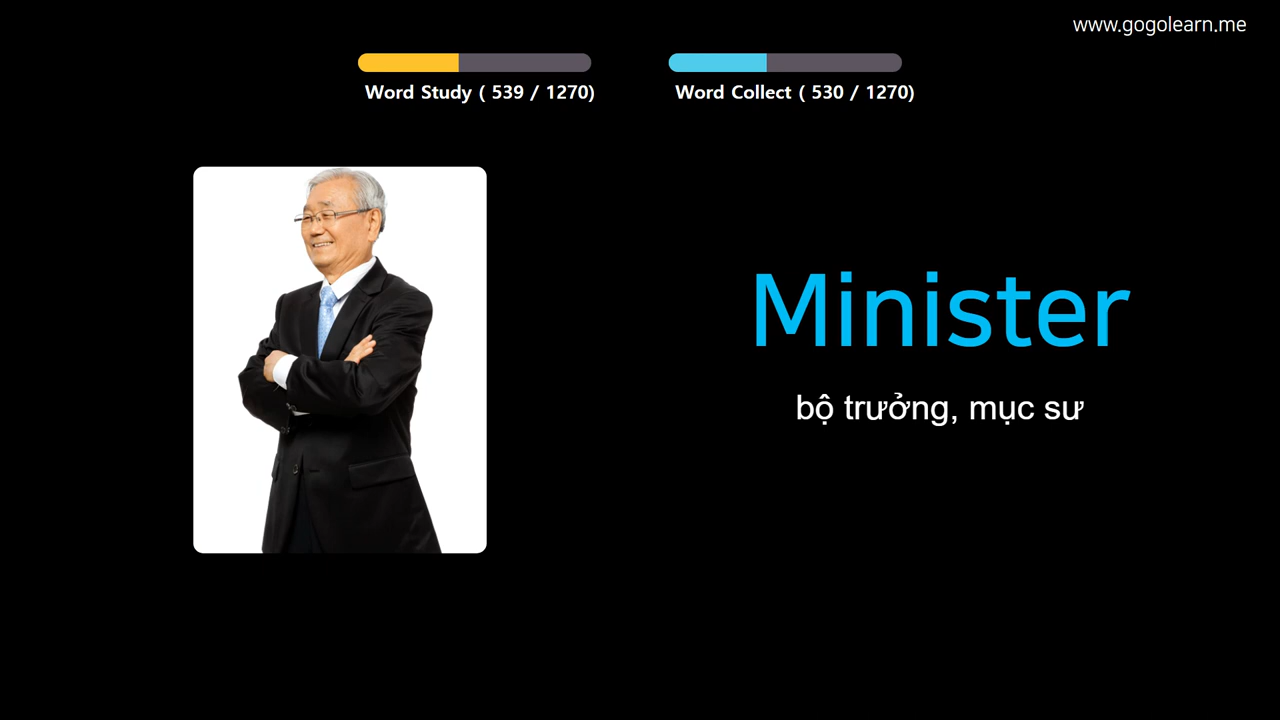 www.gogolearn.me
Word Study ( 539 / 1270)
Word Collect ( 530 / 1270)
Minister
bộ trưởng, mục sư